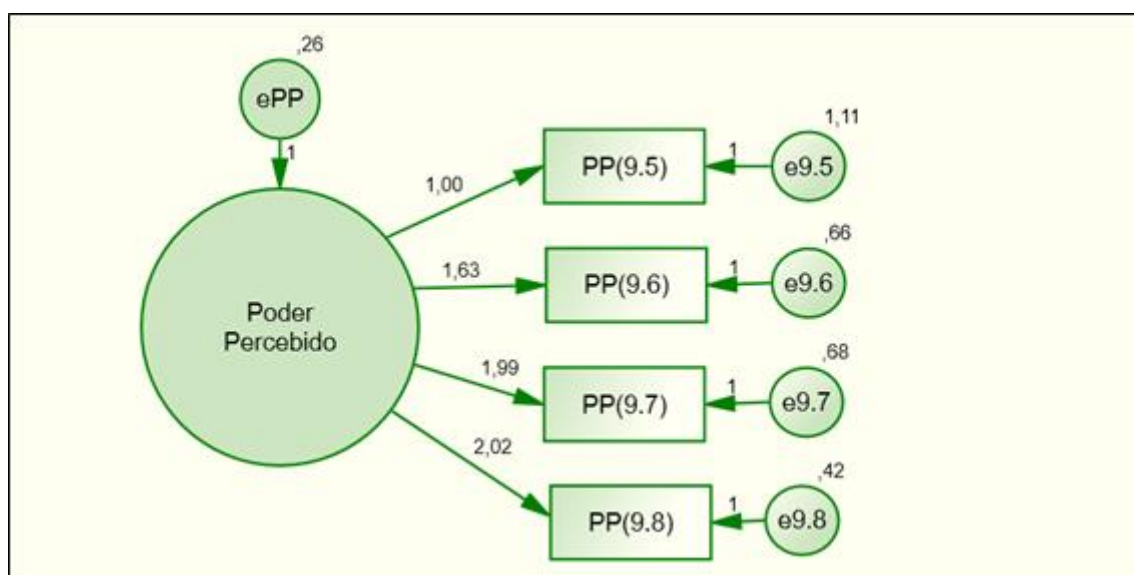 ,26
ePP
1
1,11
1,00
PP(9.5)
1
e9.5
,66
1,63
PP(9.6)
1
e9.6
Poder
Percebido
,68
1,99
PP(9.7)
1
e9.7
2,02
,42
PP(9.8)
1
e9.8